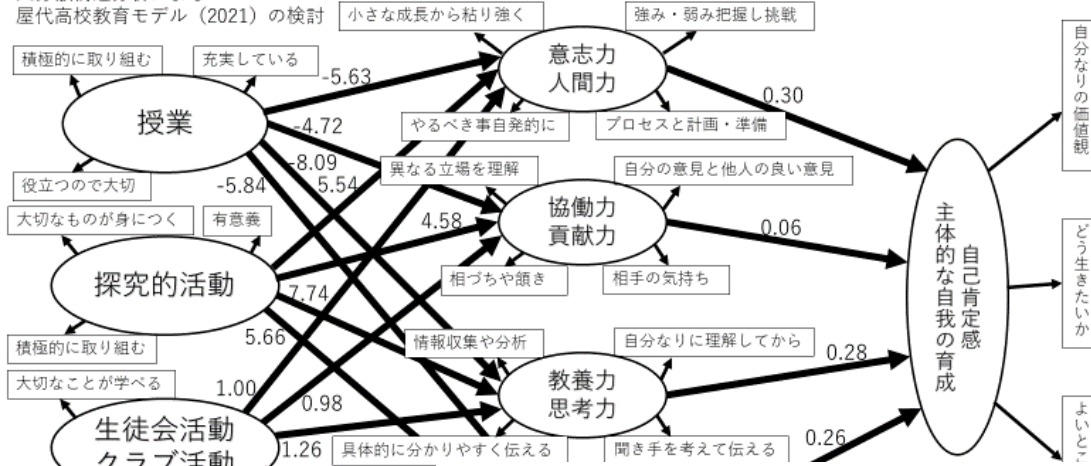 屋代高校教育モデル（2021）の検討
小さな成長から粘り強く
強み・弱み把握し挑戦
積極的に取り組む
充実している
意志力
人間力
授業
-5.63
0.30
-4.72
やるべき事自発的に
プロセスと計画・準備
-8.09
異なる立場を理解
自分の意見と他人の良い意見
役立つので大切
-5.84
5.54
大切なものが身につく
有意義
4.58
協働力
貢献力
0.06
探究的活動
相づちや頷き
相手の気持ち
7.74
5.66
積極的に取り組む
情報収集や分析
自分なりに理解してから
0.28
大切なことが学べる
1.00
0.98
教養力
思考力
生徒会活動
クラブ活動
1.26
具体的に分かりやすく伝える
聞き手を考えて伝える
0.26
自己肯定感
主体的な自我の育成
自分なりの価値観
どう生きたいか
よいとこ